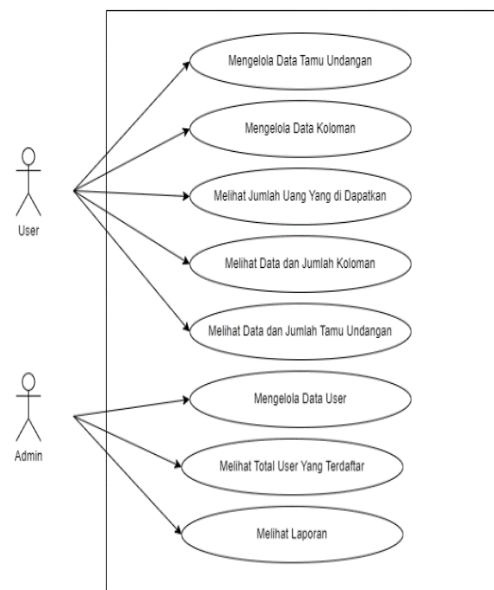 Mengelola Data Tamu Undangan
Mengelola Data Koloman
Melihat Jumlah Uang Yang di Dapatkan
User
Melihat Data dan Jumlah Koloman
Melihat Data dan Jumlah Tamu Undangan
Mengelola Data User
Admin
Melihat Total User Yang Terdaftar
Melihat Laporan